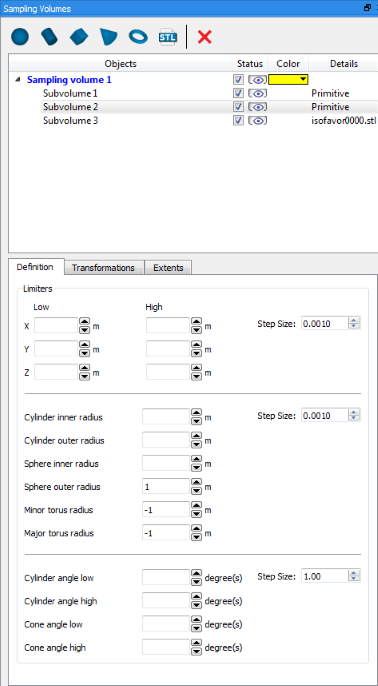 Sampling Volumes
STL
Objects Status Color Details
Sampling volume 1
Subvolume 1 Primitive
Subvolume 2 Primitive
Subvolume 3 isofavor0000.stl
Definition Transformations Extents
Limiters
Low High
X m m Step Size: 0.0010
Y m m
Z m m
Cylinder inner radius m Step Size: 0.0010
Cylinder outer radius m
Sphere inner radius m
Sphere outer radius 1 m
Minor torus radius -1 m
Major torus radius -1 m
Cylinder angle low degree(s) Step Size: 1.00
Cylinder angle high degree(s)
Cone angle low degree(s)
Cone angle high degree(s)